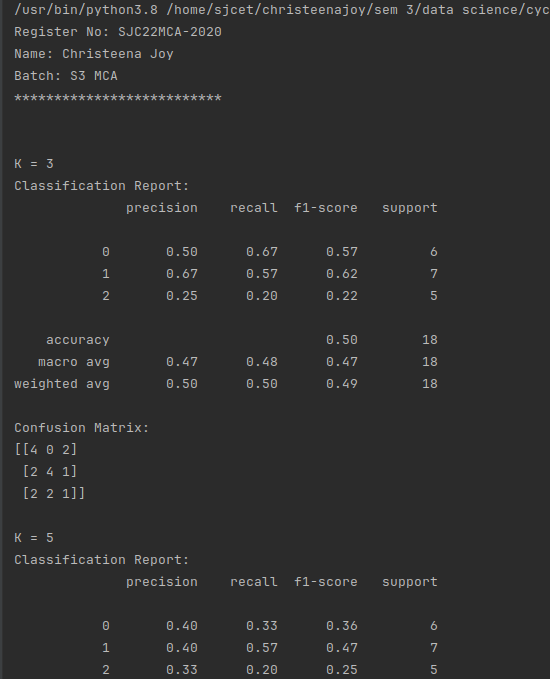 /usr/bin/python3.8 /home/sjcet/christeenajoy/sem 3/data science/cyc
Register No: SJC22MCA-2020
Name: Christeena Joy
Batch: S3 MCA
**************************
K = 3
Classification Report:
precision recall f1-score support
0 0.50 0.67 0.57 6
1 0.67 0.57 0.62 7
2 0.25 0.20 0.22 5
accuracy 0.50 18
macro avg 0.47 0.48 0.47 18
weighted avg 0.50 0.50 0.49 18
Confusion Matrix:
[[4 0 2]
[2 4 1]
[2 2 1]]
K = 5
Classification Report:
precision recall f1-score support
0 0.40 0.33 0.36 6
1 0.40 0.57 0.47 7
2 0.33 0.20 0.25 5